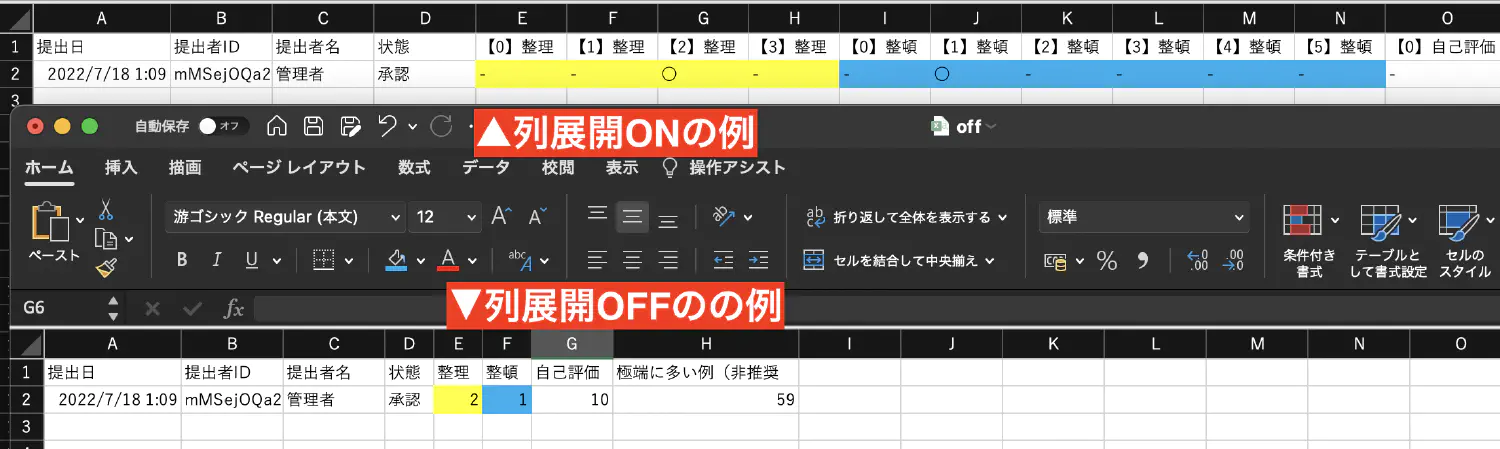 A B C D E F G H I J K L M N O
1 提出日 提出者ID 提出者名 状態 【0】整理 【1】整理 【2】整理 【3】整理 【0】整頓 【1】整頓 【2】整頓 【3】整頓 【4】整頓 【5】整頓 【0】自己評価
2 2022/7/18 1:09 mMSejOQa2 管理者 承認 - - 〇 - - 〇 - - - - -
3
自動保存 オフ ▲列展開ONの例 off
ホーム 挿入 描画 ページ レイアウト 数式 データ 校閲 表示 操作アシスト
ペースト 游ゴシック Regular (本文) 12 A A ab 折り返して全体を表示する 標準 条件付き書式 テーブルとして書式設定 セルのスタイル
B I U A abc A セルを結合して中央揃え % .00 .00
G6 fx ▼列展開OFFのの例
A B C D E F G H I J K L M N O
1 提出日 提出者ID 提出者名 状態 整理 整頓 自己評価 極端に多い例（非推奨
2 2022/7/18 1:09 mMSejOQa2 管理者 承認 2 1 10 59
3